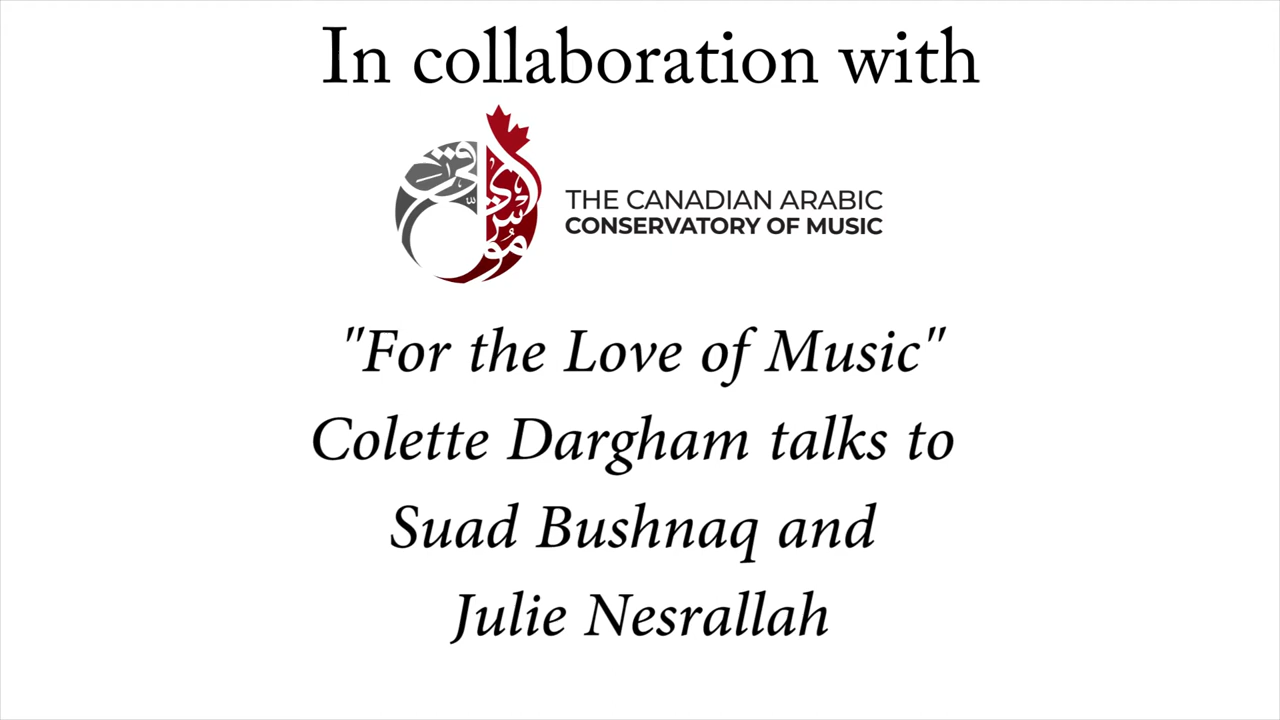 In collaboration with
THE CANADIAN ARABIC
CONSERVATORY OF MUSIC
"For the Love of Music"
Colette Dargham talks to
Suad Bushnaq and
Julie Nesrallah